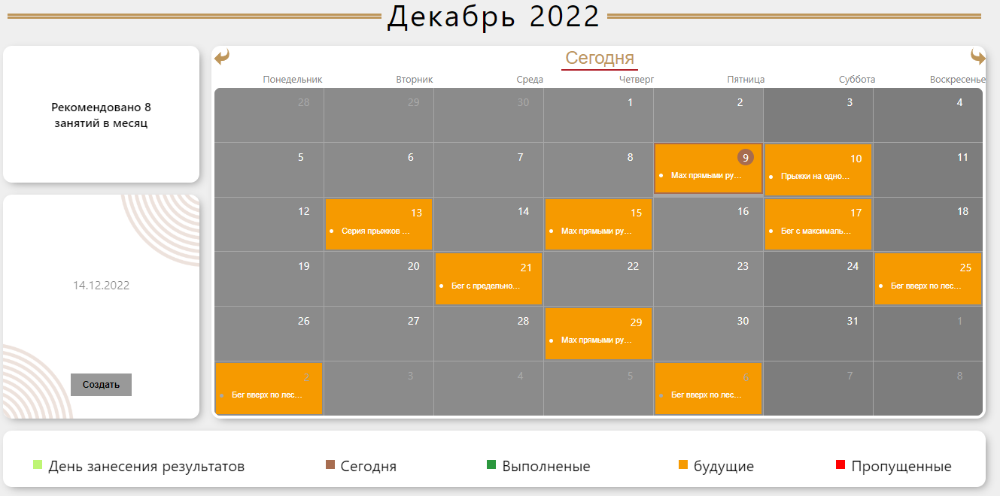 Декабрь 2022
Рекомендовано 8
занятий в месяц
14.12.2022
Создать
Сегодня
Понедельник Вторник Среда Четверг Пятница Суббота Воскресенье
28 29 30 1 2 3 4
5 6 7 8 9 10 11
Мах прямыми ру… Прыжки на одно…
12 13 14 15 16 17 18
Серия прыжков … Мах прямыми ру… Бег с максималь…
19 20 21 22 23 24 25
Бег с предельно… Бег вверх по лес…
26 27 28 29 30 31 1
Мах прямыми ру…
2 3 4 5 6 7 8
Бег вверх по лес… Бег вверх по лес…
День занесения результатов Сегодня Выполненые будущие Пропущенные